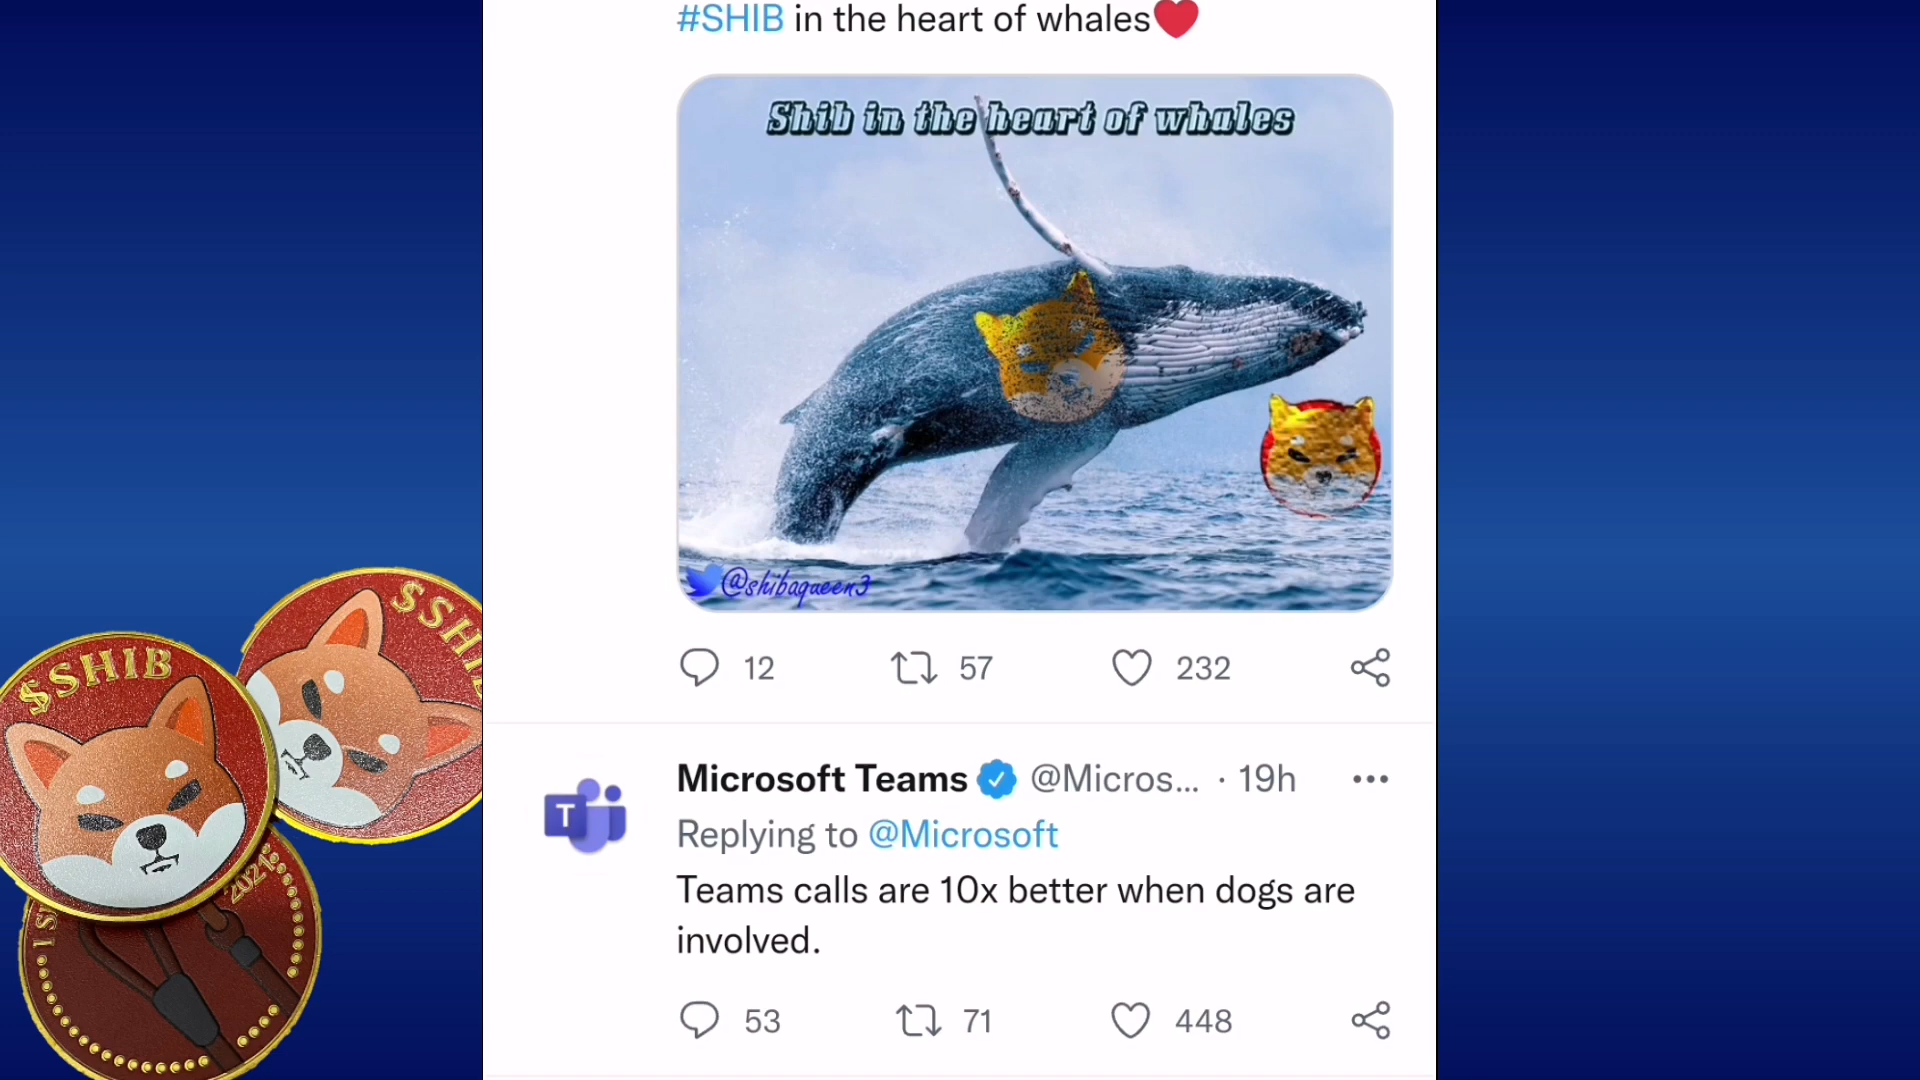 #SHIB in the heart of whales❤
Shib in the heart of whales
@shibaqueen3
12 57 232
Microsoft Teams @Micros... · 19h
Replying to @Microsoft
Teams calls are 10x better when dogs are
involved.
53 71 448
$SHIB
$SHI
2021
T